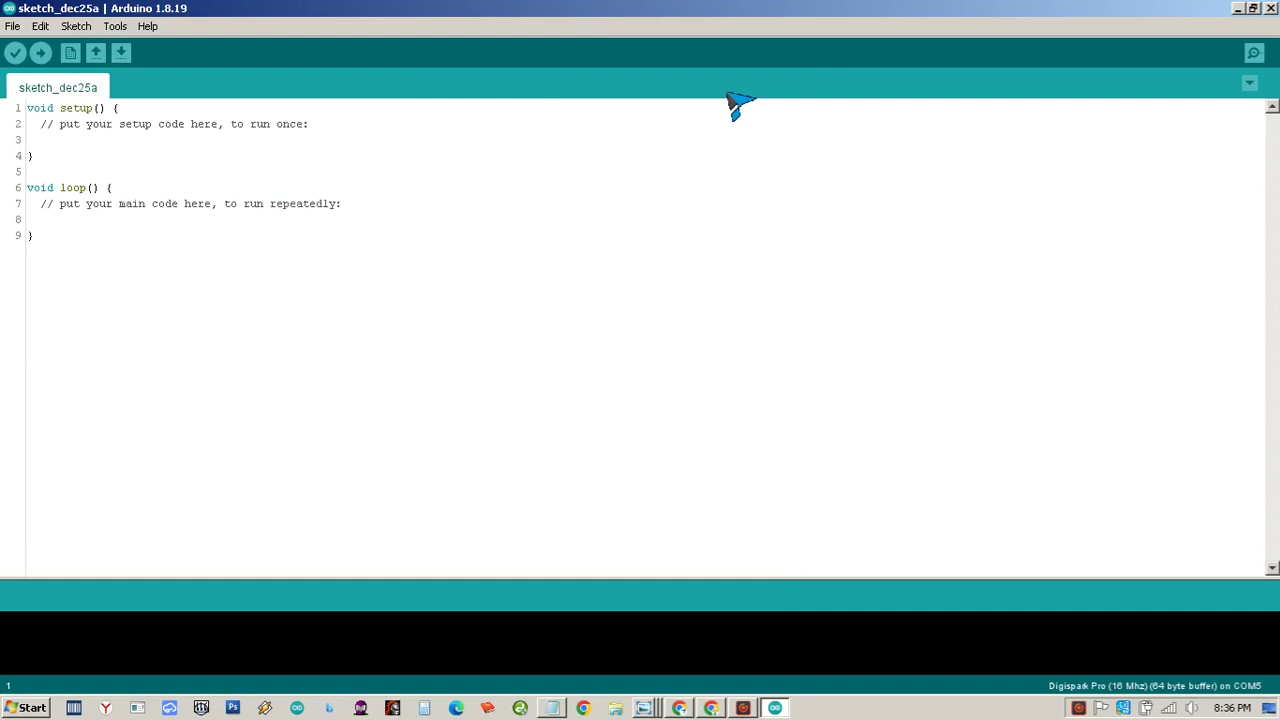 sketch_dec25a | Arduino 1.8.19
File Edit Sketch Tools Help
sketch_dec25a
1 void setup() {
2 // put your setup code here, to run once:
3
4 }
5
6 void loop() {
7 // put your main code here, to run repeatedly:
8
9 }
1 Digispark Pro (16 Mhz) (64 byte buffer) on COM5
Start 8:36 PM